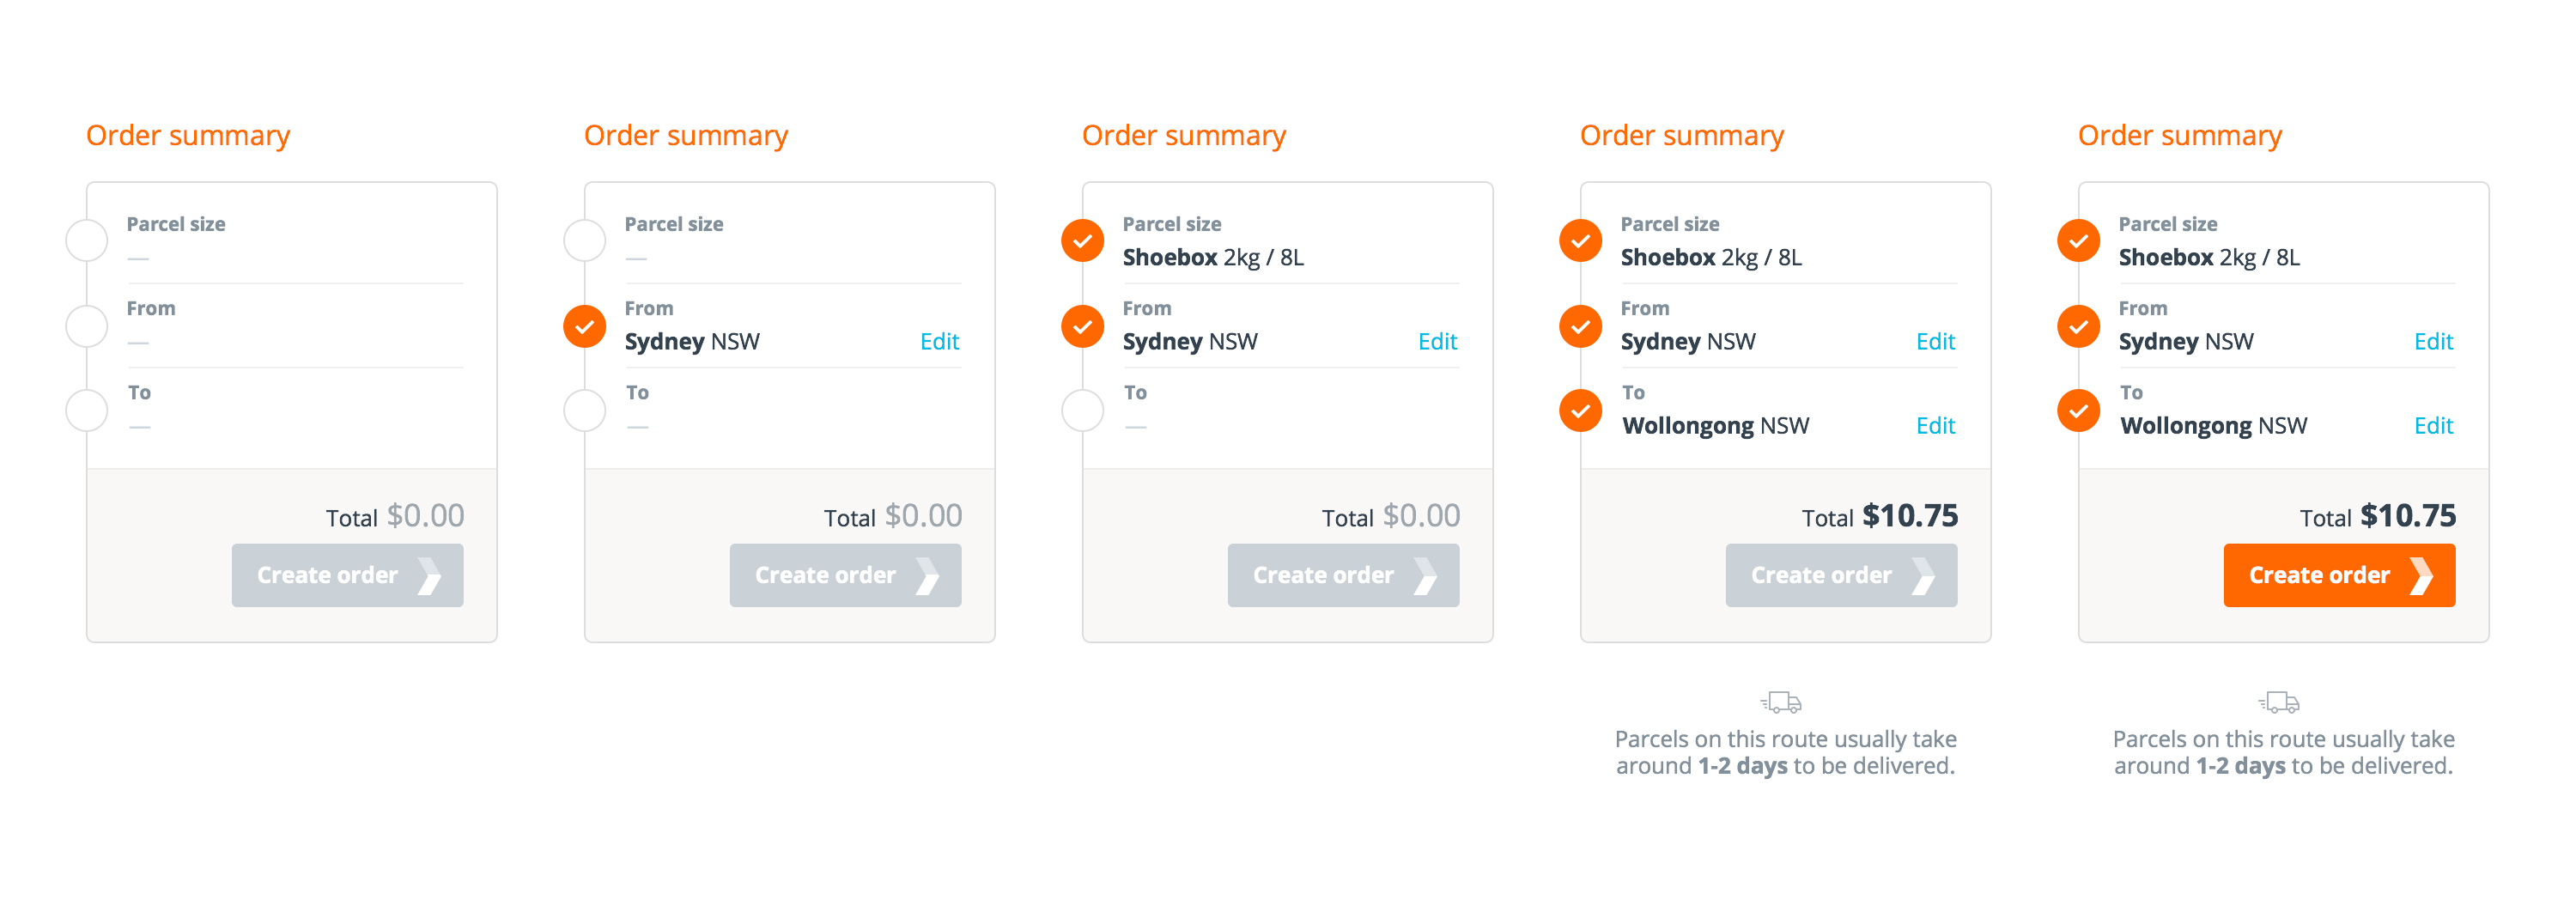 Order summary
Parcel size
—
From
—
To
—
Total $0.00
Create order
Order summary
Parcel size
—
From
Sydney NSW Edit
To
—
Total $0.00
Create order
Order summary
Parcel size
Shoebox 2kg / 8L
From
Sydney NSW Edit
To
—
Total $0.00
Create order
Order summary
Parcel size
Shoebox 2kg / 8L
From
Sydney NSW Edit
To
Wollongong NSW Edit
Total $10.75
Create order
Parcels on this route usually take
around 1-2 days to be delivered.
Order summary
Parcel size
Shoebox 2kg / 8L
From
Sydney NSW Edit
To
Wollongong NSW Edit
Total $10.75
Create order
Parcels on this route usually take
around 1-2 days to be delivered.